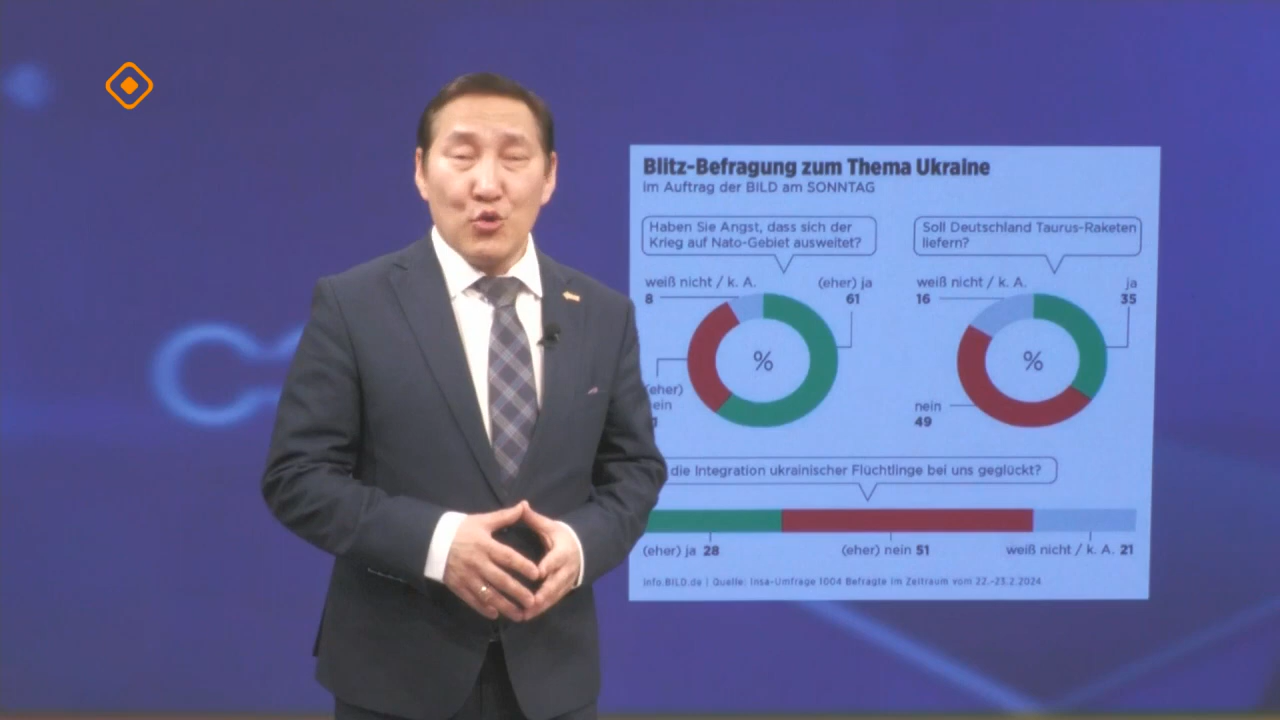 Blitz-Befragung zum Thema Ukraine
im Auftrag der BILD am SONNTAG
Haben Sie Angst, dass sich der
Krieg auf Nato-Gebiet ausweitet?
weiß nicht / k. A.
8
(eher) ja
61
%
(eher)
ein
Soll Deutschland Taurus-Raketen
liefern?
weiß nicht / k. A.
16
ja
35
%
nein
49
die Integration ukrainischer Flüchtlinge bei uns geglückt?
(eher) ja 28
(eher) nein 51
weiß nicht / k. A. 21
info.BILD.de | Quelle: Insa-Umfrage 1004 Befragte im Zeitraum vom 22.-23.2.2024